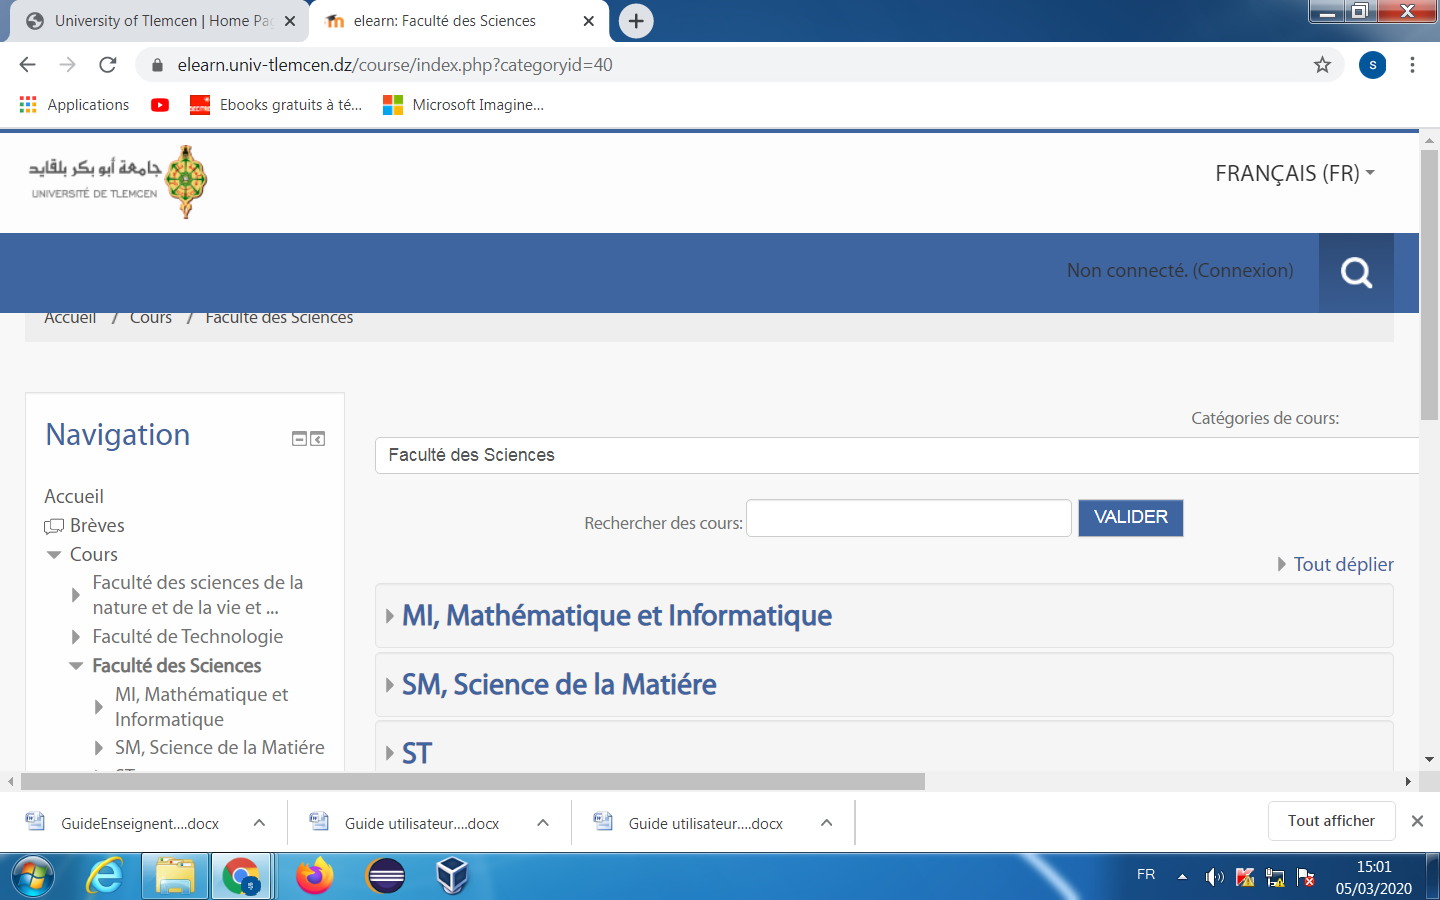 University of Tlemcen | Home Pa
elearn: Faculté des Sciences
elearn.univ-tlemcen.dz/course/index.php?categoryid=40
s
Applications
Ebooks gratuits à té...
Microsoft Imagine...
جامعة أبو بكر بلقايد
UNIVERSITÉ DE TLEMCEN
FRANÇAIS (FR)
Non connecté. (Connexion)
Accueil / Cours / Faculté des Sciences
Navigation
Accueil
Brèves
Cours
Faculté des sciences de la
nature et de la vie et ...
Faculté de Technologie
Faculté des Sciences
MI, Mathématique et
Informatique
SM, Science de la Matiére
ST
Catégories de cours:
Faculté des Sciences
Rechercher des cours:
VALIDER
Tout déplier
MI, Mathématique et Informatique
SM, Science de la Matiére
ST
GuideEnseignent....docx
Guide utilisateur....docx
Guide utilisateur....docx
Tout afficher
FR
15:01
05/03/2020